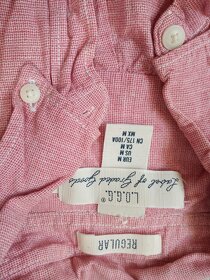 EUR M
US M
CA M
CN 175/100A
MX M
L.O.G.G.®
Label of Graded Goods
REGULAR